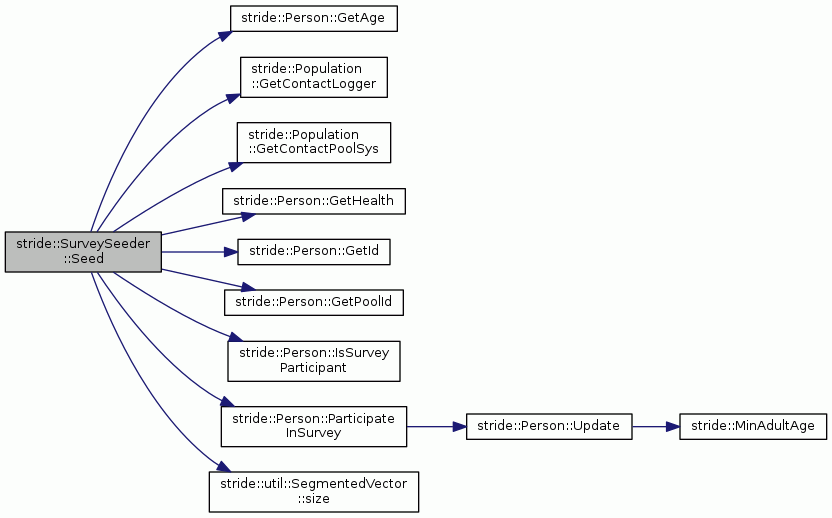 stride::Person::GetAge
stride::Population
::GetContactLogger
stride::Population
::GetContactPoolSys
stride::Person::GetHealth
stride::SurveySeeder
::Seed
stride::Person::GetId
stride::Person::GetPoolId
stride::Person::IsSurvey
Participant
stride::Person::Participate
InSurvey
stride::Person::Update
stride::MinAdultAge
stride::util::SegmentedVector
::size